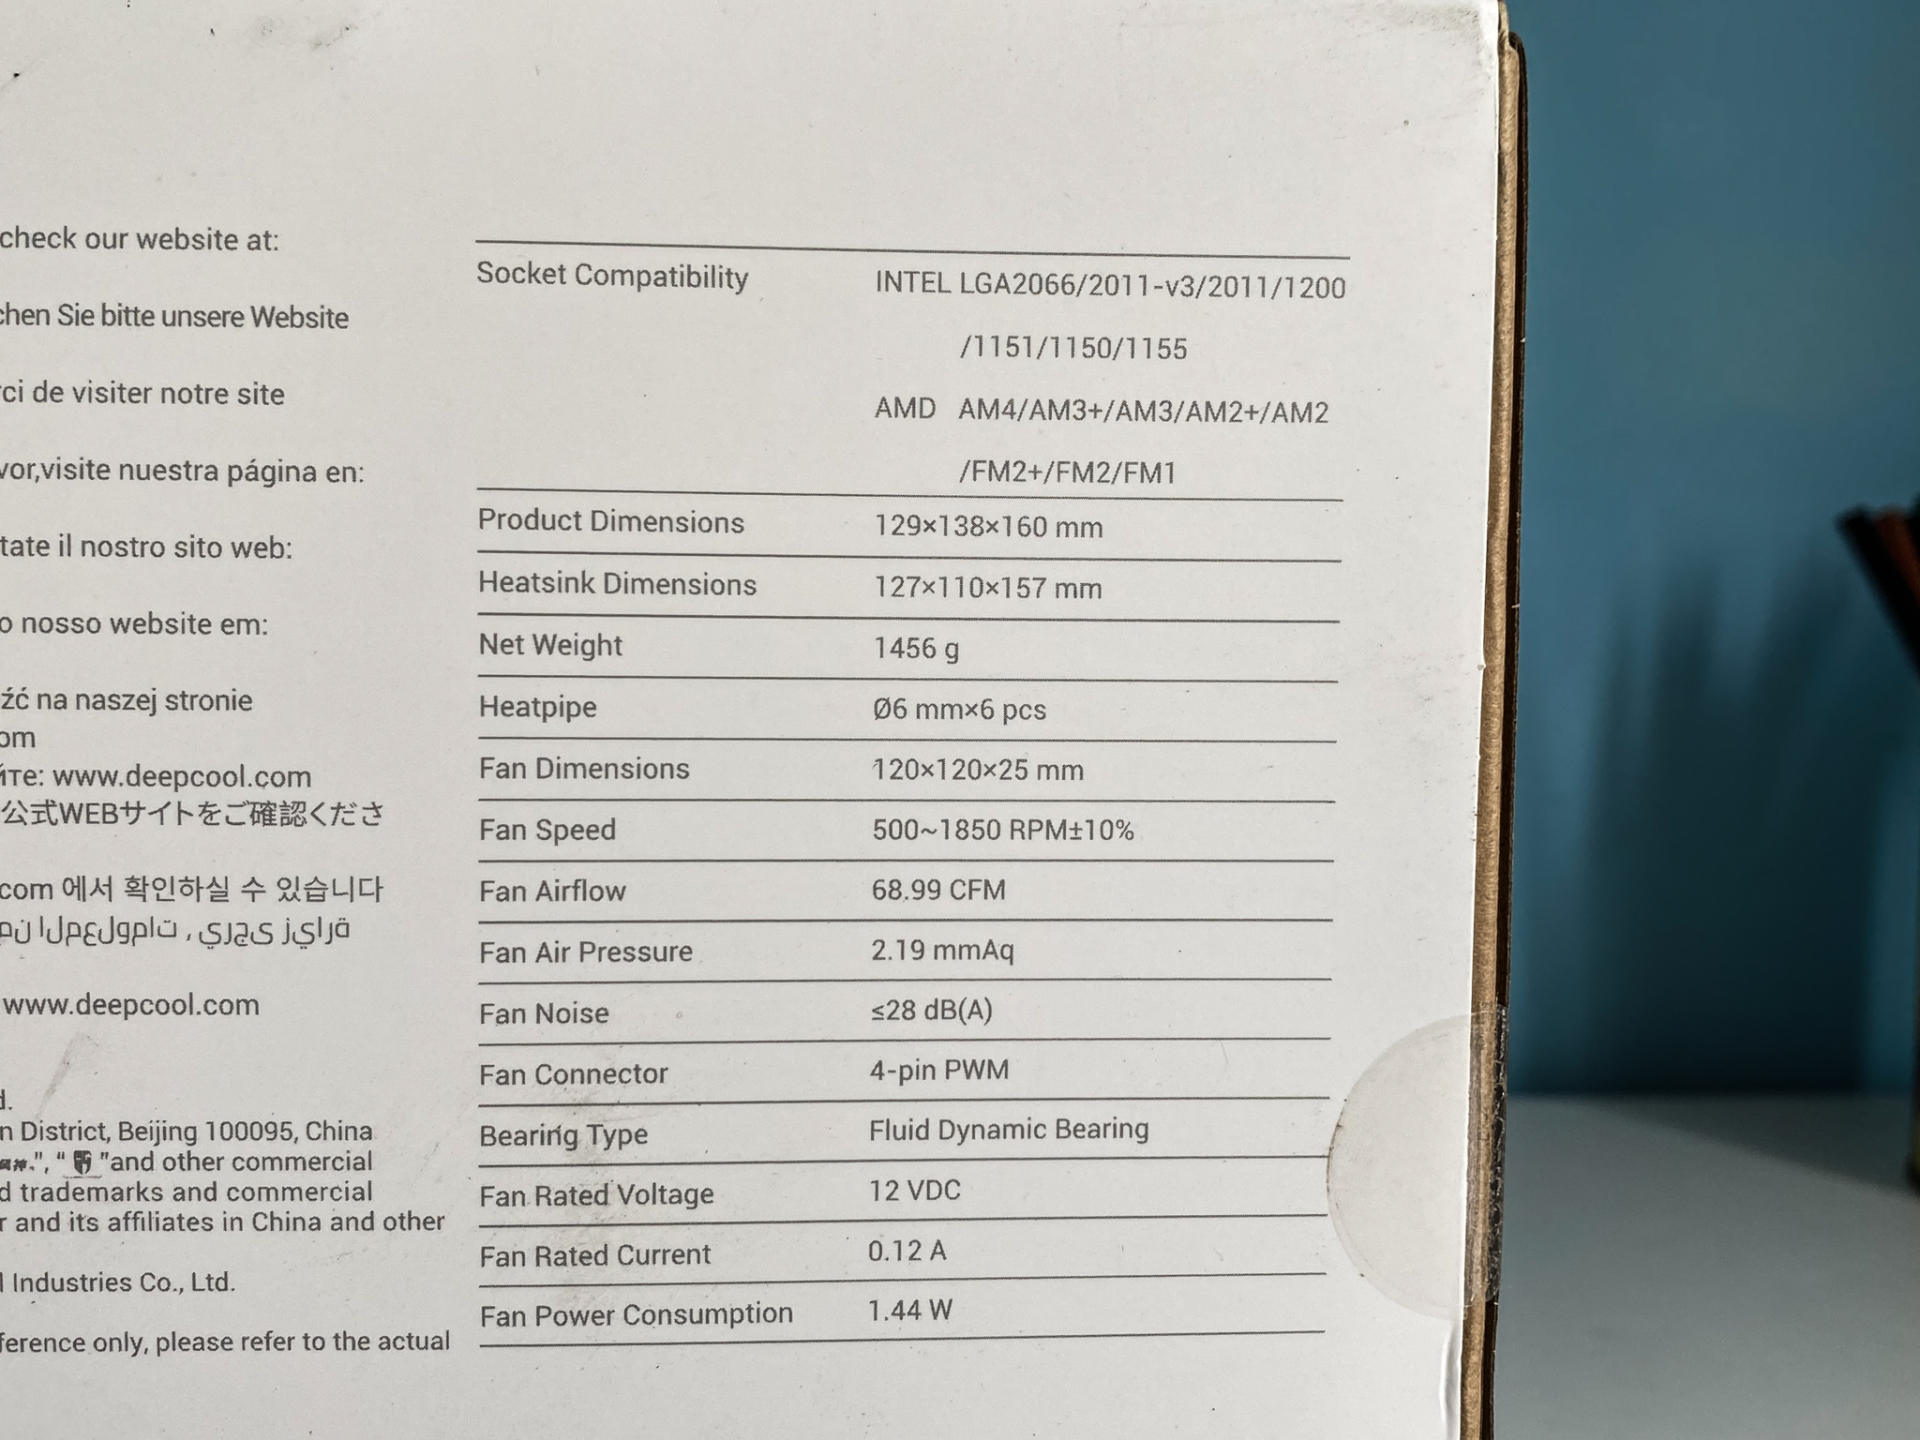 check our website at:
chen Sie bitte unsere Website
ci de visiter notre site
vor,visite nuestra página en:
tate il nostro sito web:
o nosso website em:
źć na naszej stronie
om
йте: www.deepcool.com
公式WEBサイトをご確認くださ
com 에서 확인하실 수 있습니다
www.deepcool.com
d.
n District, Beijing 100095, China
"and other commercial
d trademarks and commercial
r and its affiliates in China and other
l Industries Co., Ltd.
ference only, please refer to the actual
Socket Compatibility INTEL LGA2066/2011-v3/2011/1200
/1151/1150/1155
AMD AM4/AM3+/AM3/AM2+/AM2
/FM2+/FM2/FM1
Product Dimensions 129×138×160 mm
Heatsink Dimensions 127×110×157 mm
Net Weight 1456 g
Heatpipe Ø6 mm×6 pcs
Fan Dimensions 120×120×25 mm
Fan Speed 500~1850 RPM±10%
Fan Airflow 68.99 CFM
Fan Air Pressure 2.19 mmAq
Fan Noise ≤28 dB(A)
Fan Connector 4-pin PWM
Bearing Type Fluid Dynamic Bearing
Fan Rated Voltage 12 VDC
Fan Rated Current 0.12 A
Fan Power Consumption 1.44 W